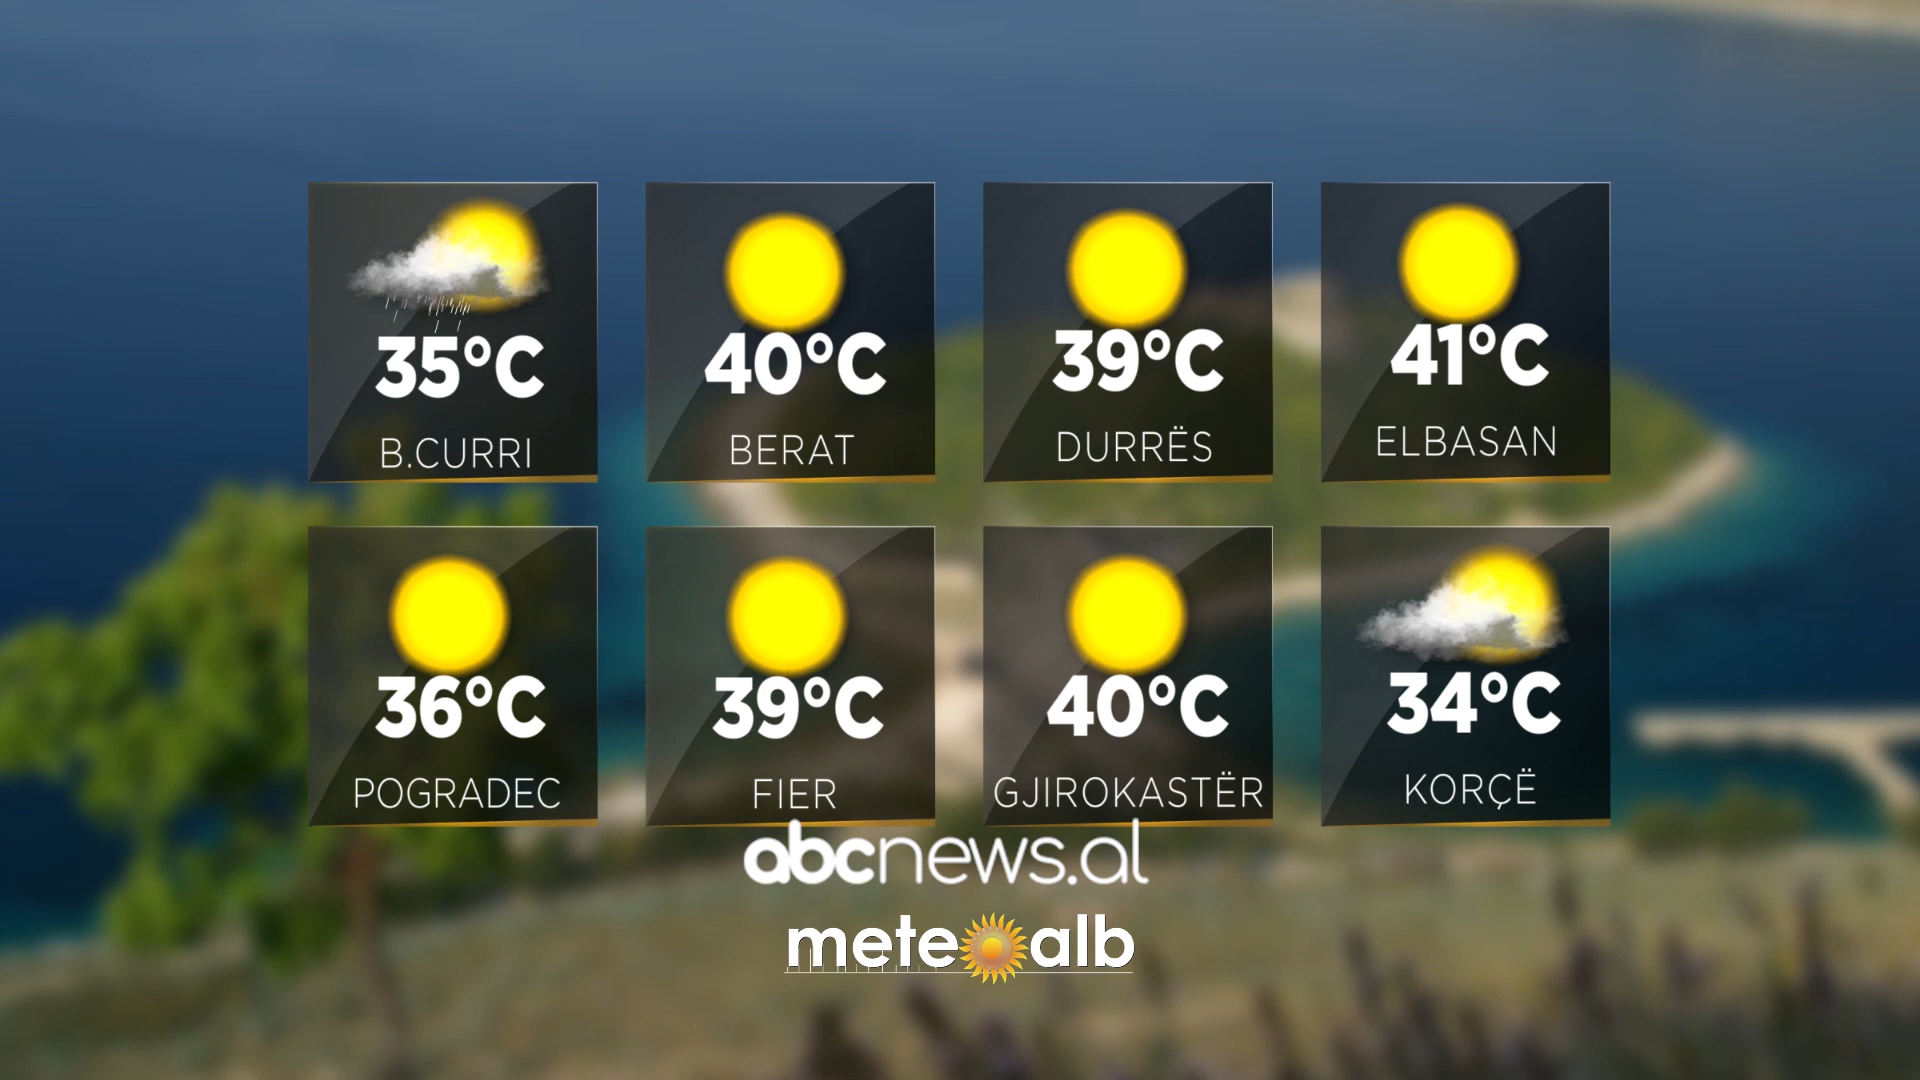 35°C
B.CURRI
40°C
BERAT
39°C
DURRËS
41°C
ELBASAN
36°C
POGRADEC
39°C
FIER
40°C
GJIROKASTËR
34°C
KORÇË
abcnews.al
meteoalb